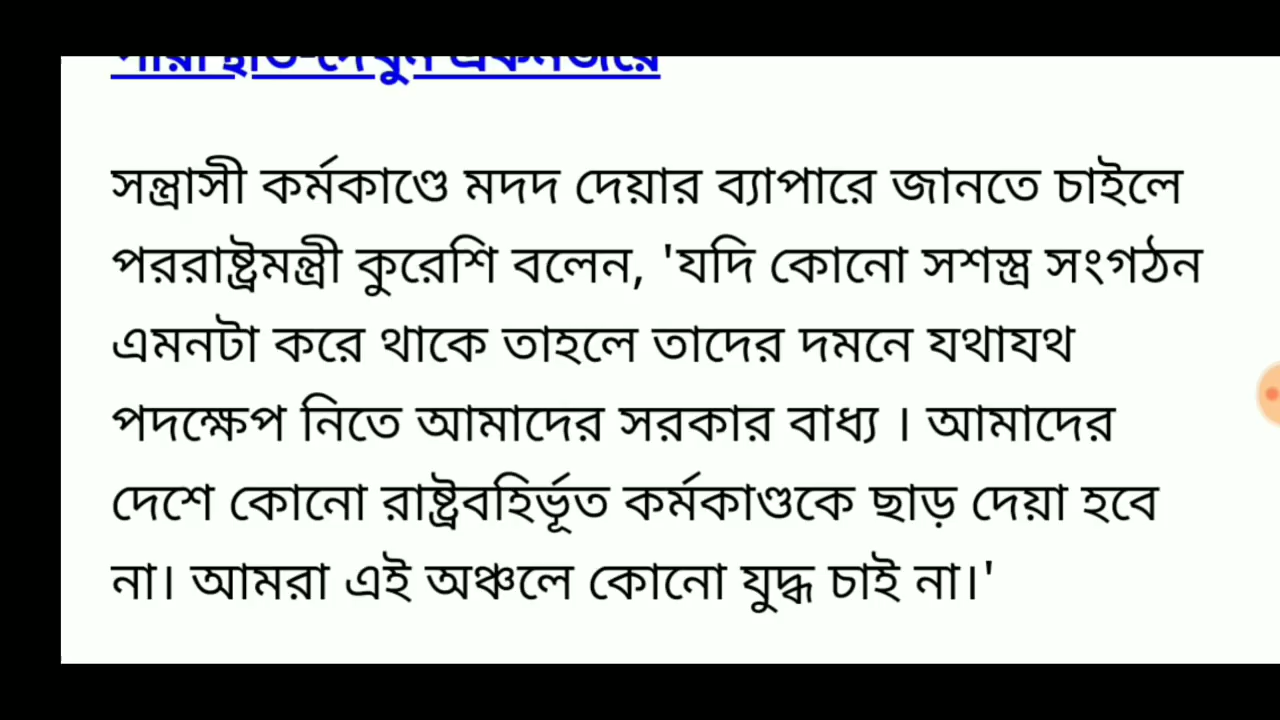 সন্ত্রাসী কর্মকাণ্ডে মদদ দেয়ার ব্যাপারে জানতে চাইলে
পররাষ্ট্রমন্ত্রী কুরেশি বলেন, 'যদি কোনো সশস্ত্র সংগঠন
এমনটা করে থাকে তাহলে তাদের দমনে যথাযথ
পদক্ষেপ নিতে আমাদের সরকার বাধ্য । আমাদের
দেশে কোনো রাষ্ট্রবহির্ভূত কর্মকাণ্ডকে ছাড় দেয়া হবে
না। আমরা এই অঞ্চলে কোনো যুদ্ধ চাই না।'